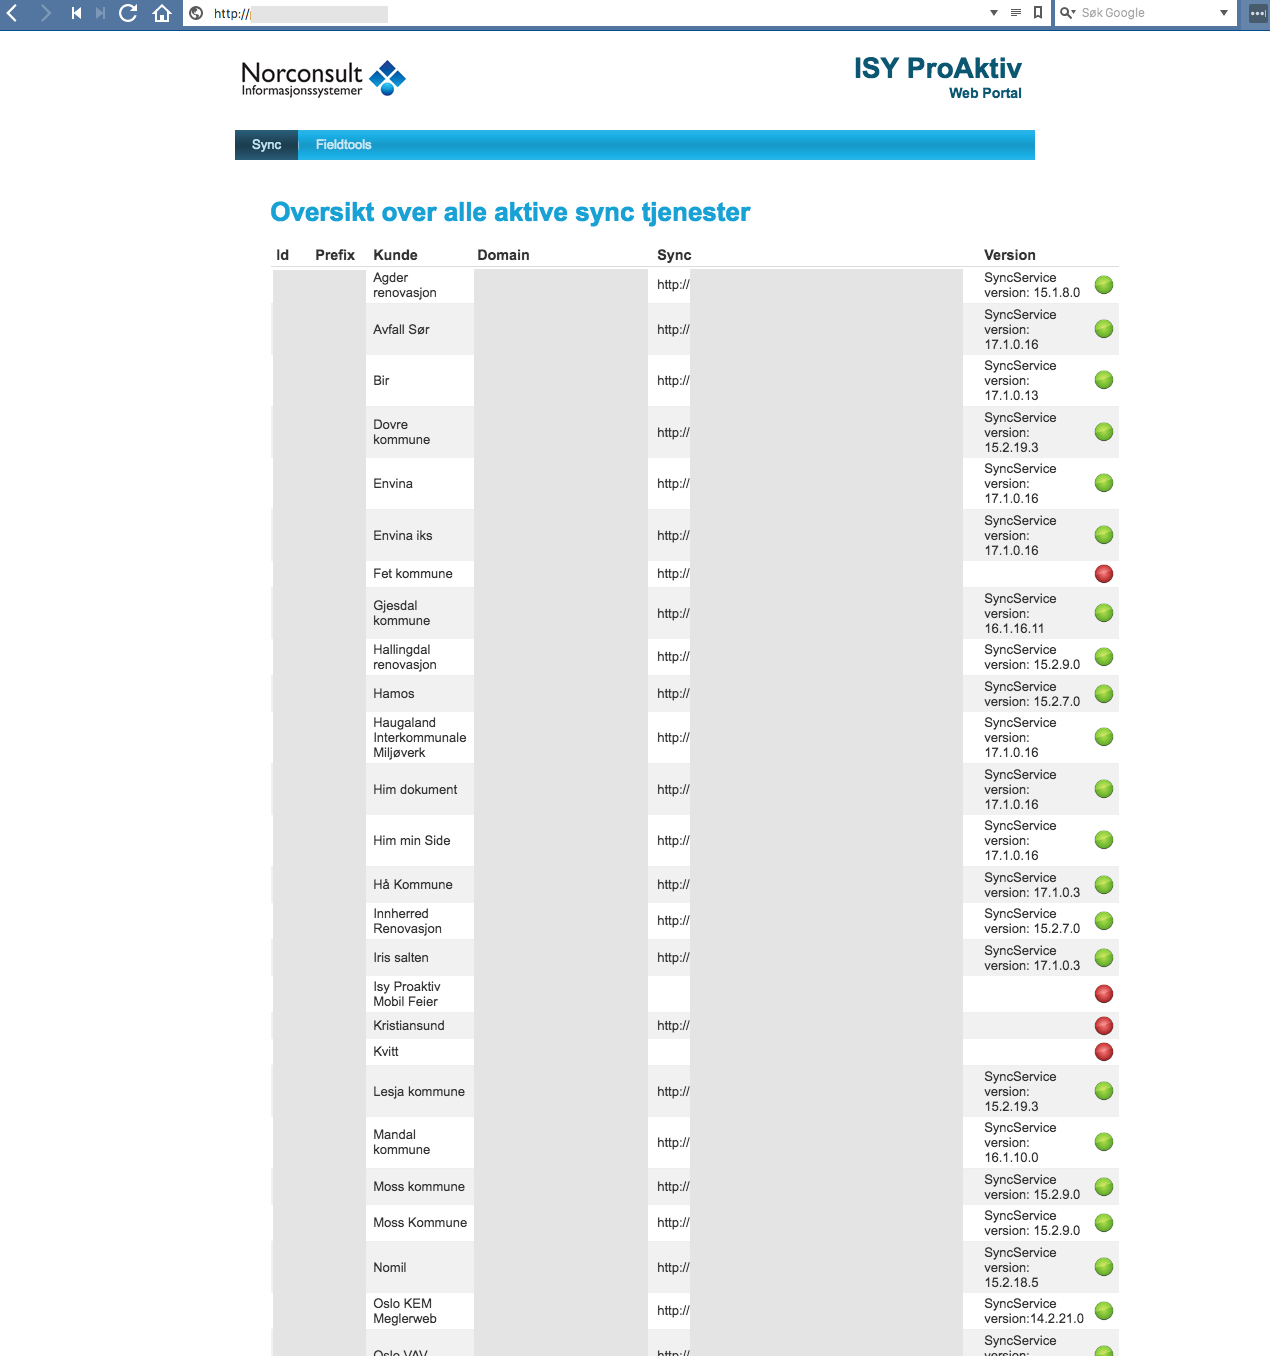 http://
Søk Google
Norconsult
Informasjonssystemer
ISY ProAktiv
Web Portal
Sync Fieldtools
Oversikt over alle aktive sync tjenester
Id Prefix Kunde Domain Sync Version
Agder
renovasjon
http://
SyncService
version: 15.1.8.0
Avfall Sør
http://
SyncService
version:
17.1.0.16
Bir
http://
SyncService
version:
17.1.0.13
Dovre
kommune
http://
SyncService
version:
15.2.19.3
Envina
http://
SyncService
version:
17.1.0.16
Envina iks
http://
SyncService
version:
17.1.0.16
Fet kommune
http://
Gjesdal
kommune
http://
SyncService
version:
16.1.16.11
Hallingdal
renovasjon
http://
SyncService
version: 15.2.9.0
Hamos
http://
SyncService
version: 15.2.7.0
Haugaland
Interkommunale
Miljøverk
http://
SyncService
version:
17.1.0.16
Him dokument
http://
SyncService
version:
17.1.0.16
Him min Side
http://
SyncService
version:
17.1.0.16
Hå Kommune
http://
SyncService
version: 17.1.0.3
Innherred
Renovasjon
http://
SyncService
version: 15.2.7.0
Iris salten
http://
SyncService
version: 17.1.0.3
Isy Proaktiv
Mobil Feier
Kristiansund
http://
Kvitt
Lesja kommune
http://
SyncService
version:
15.2.19.3
Mandal
kommune
http://
SyncService
version:
16.1.10.0
Moss kommune
http://
SyncService
version: 15.2.9.0
Moss Kommune
http://
SyncService
version: 15.2.9.0
Nomil
http://
SyncService
version:
15.2.18.5
Oslo KEM
Meglerweb
http://
SyncService
version:14.2.21.0
Oslo VAV
http://
SyncService
version: